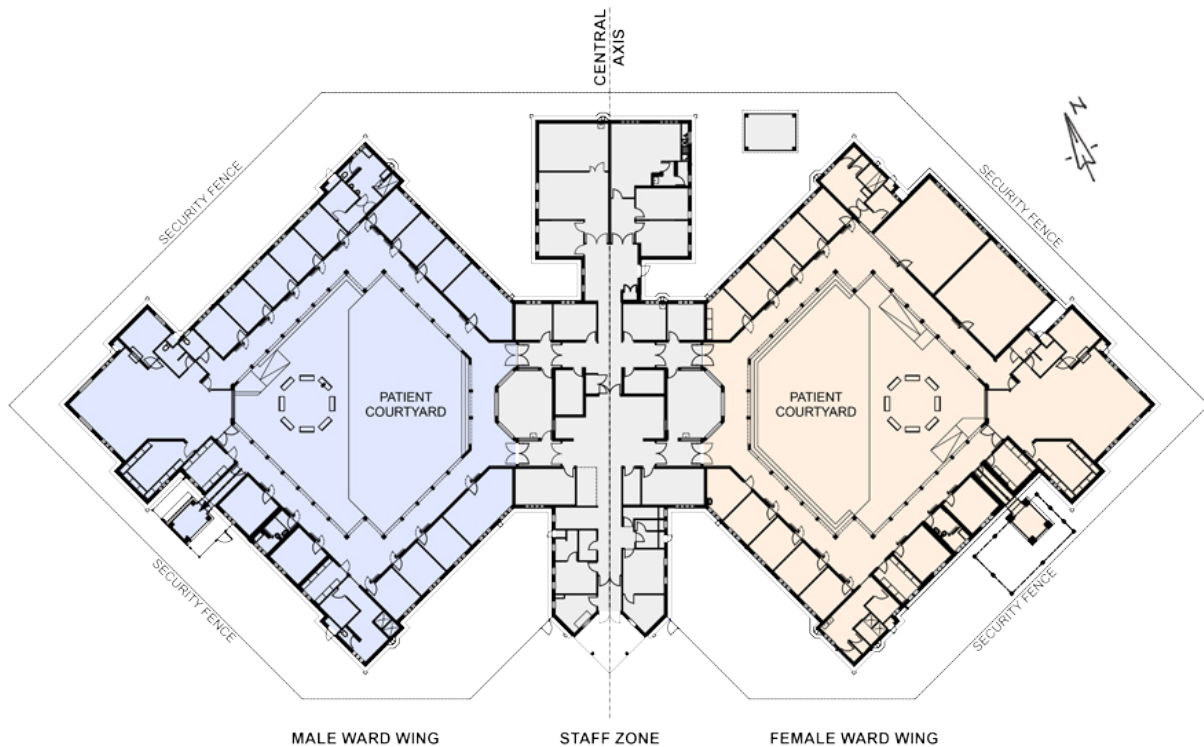 CENTRAL
AXIS
N
SECURITY FENCE
SECURITY FENCE
PATIENT
COURTYARD
PATIENT
COURTYARD
SECURITY FENCE
SECURITY FENCE
MALE WARD WING
STAFF ZONE
FEMALE WARD WING